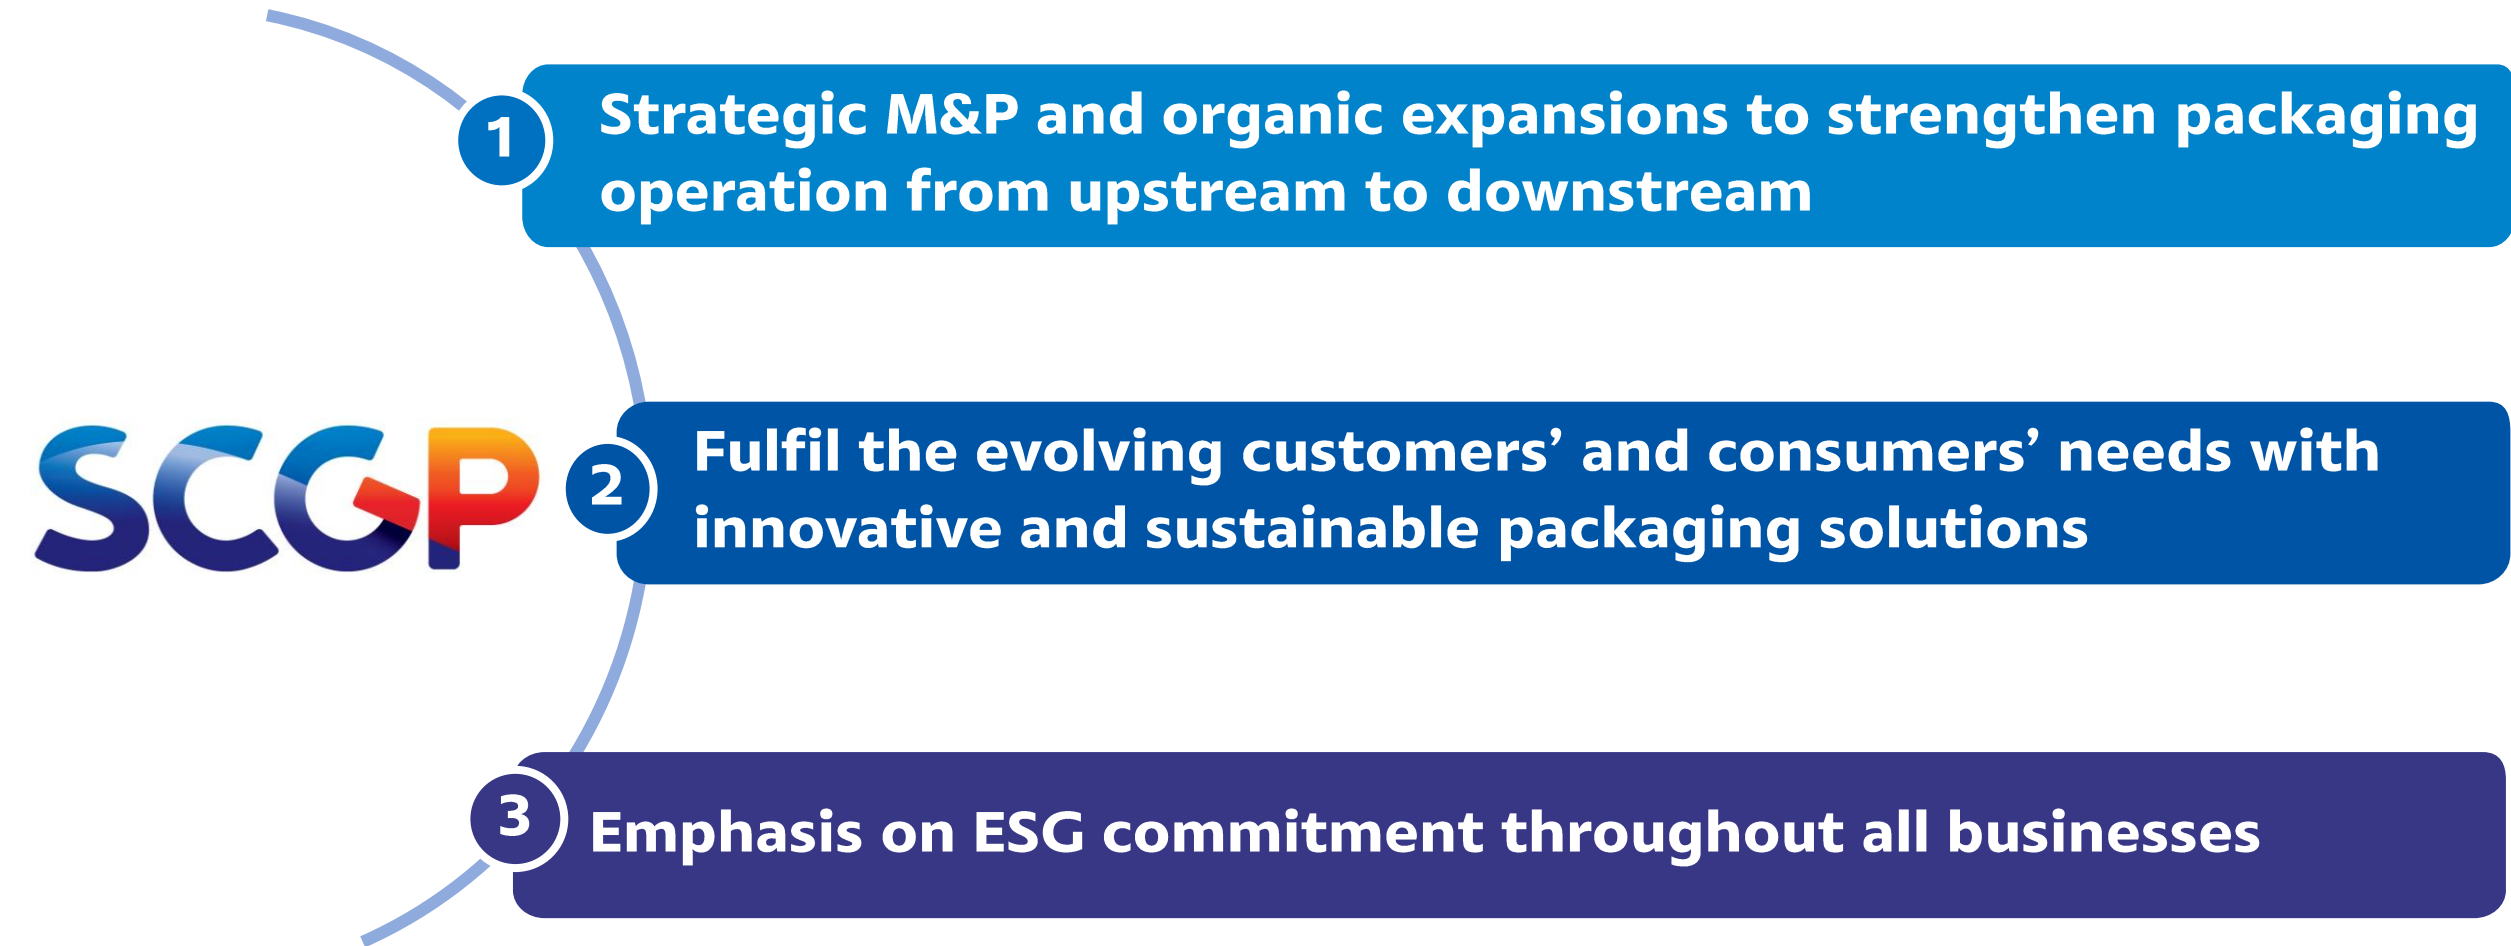 1
Strategic M&P and organic expansions to strengthen packaging
operation from upstream to downstream
SCGP
2
Fullfil the evolving customers’ and consumers’ needs with
innovative and sustainable packaging solutions
3
Emphasis on ESG commitment throughout all businesses